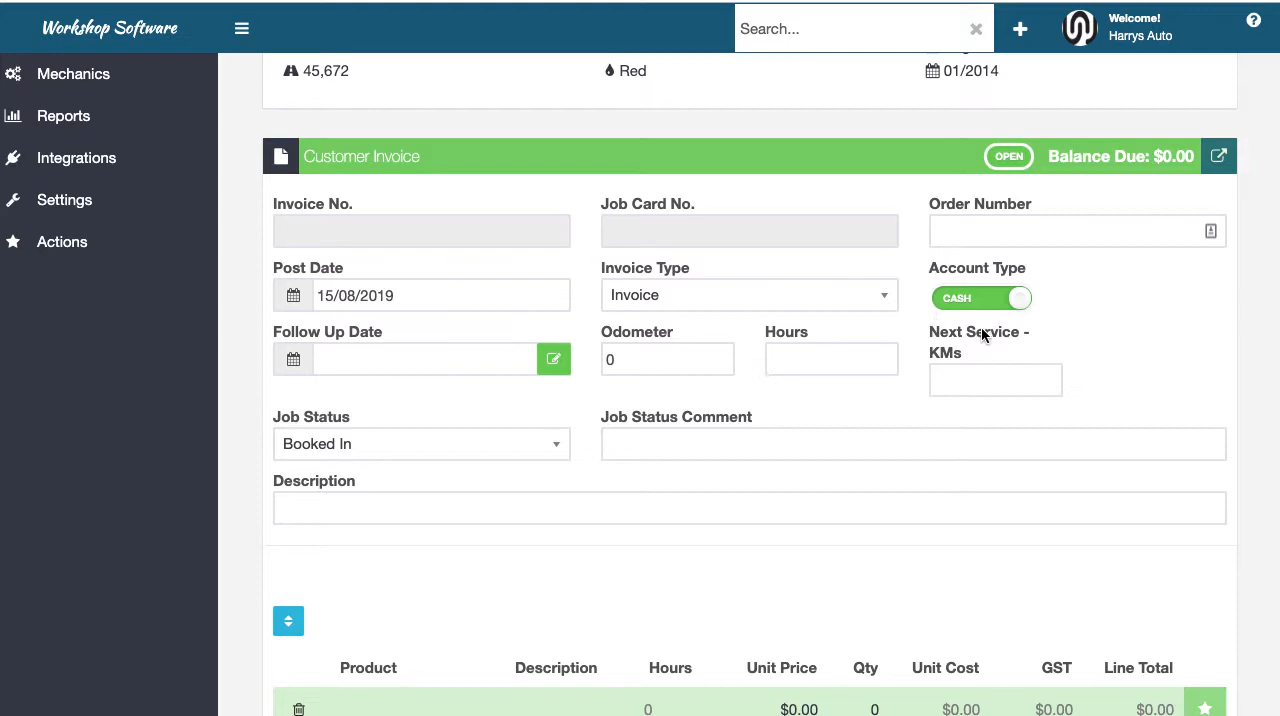 Workshop Software
Search...
Welcome!
Harrys Auto
Mechanics
Reports
Integrations
Settings
Actions
45,672
Red
01/2014
Customer Invoice
OPEN
Balance Due: $0.00
Invoice No.
Job Card No.
Order Number
Post Date
Invoice Type
Account Type
15/08/2019
Invoice
CASH
Follow Up Date
Odometer
Hours
Next Service -
KMs
0
Job Status
Job Status Comment
Booked In
Description
Product
Description
Hours
Unit Price
Qty
Unit Cost
GST
Line Total
0
$0.00
0
$0.00
$0.00
$0.00